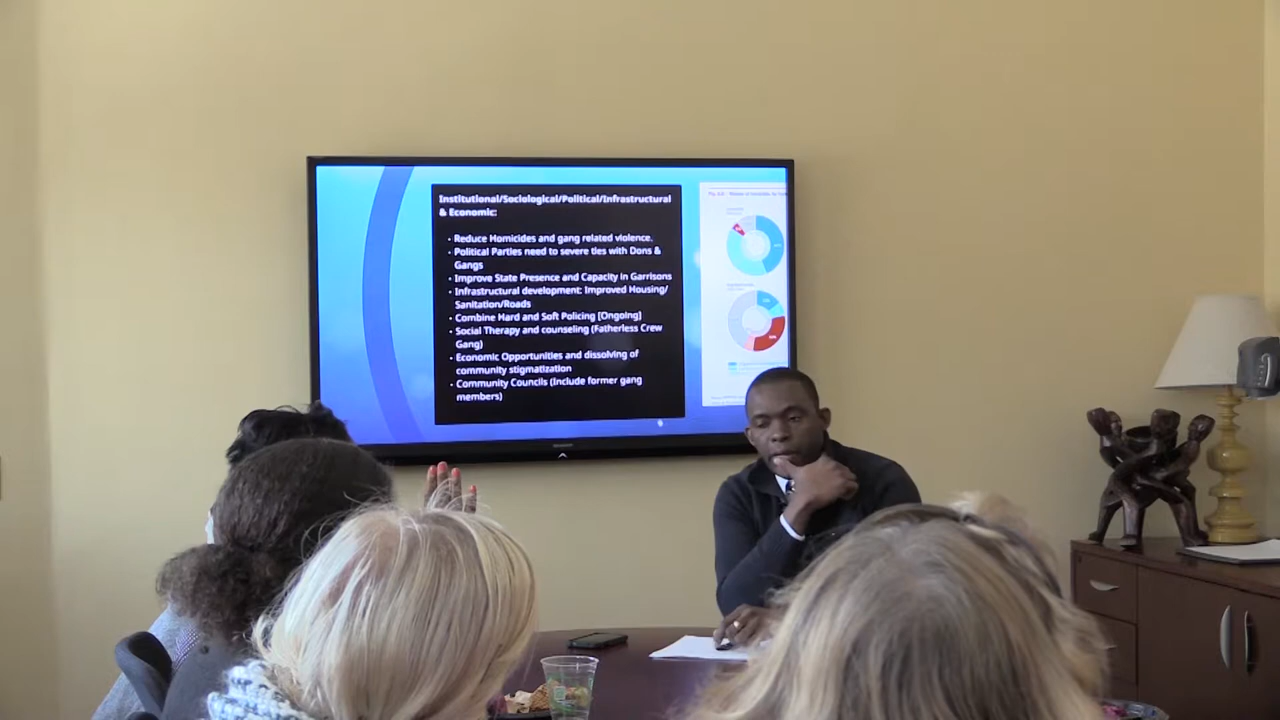 Institutional/Sociological/Political/Infrastructural
& Economic:
• Reduce Homicides and gang related violence.
• Political Parties need to severe ties with Dons &
Gangs
• Improve State Presence and Capacity in Garrisons
• Infrastructural development: Improved Housing/
Sanitation/Roads
• Combine Hard and Soft Policing [Ongoing]
• Social Therapy and counseling (Fatherless Crew
Gang)
• Economic Opportunities and dissolving of
community stigmatization
• Community Councils (Include former gang
members)